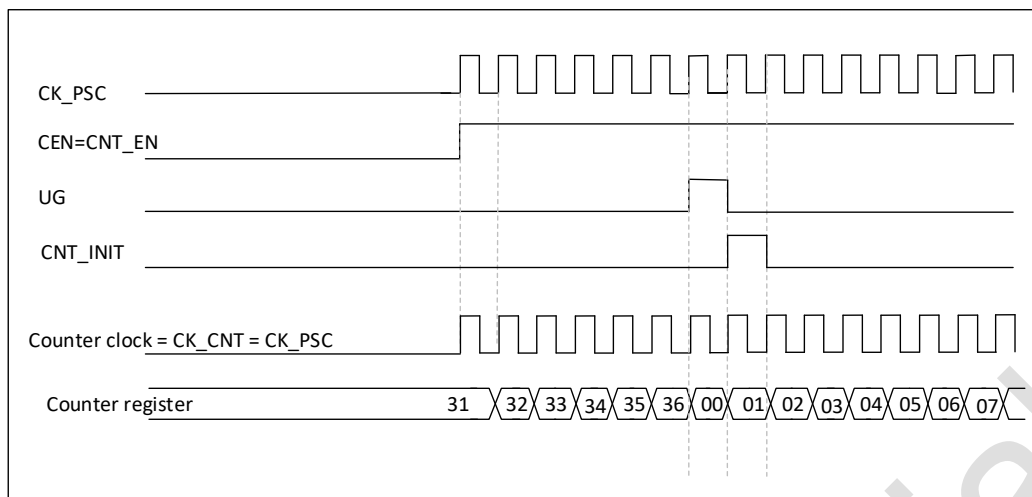 CK_PSC
CEN=CNT_EN
UG
CNT_INIT
Counter clock = CK_CNT = CK_PSC
Counter register 31 32 33 34 35 36 00 01 02 03 04 05 06 07